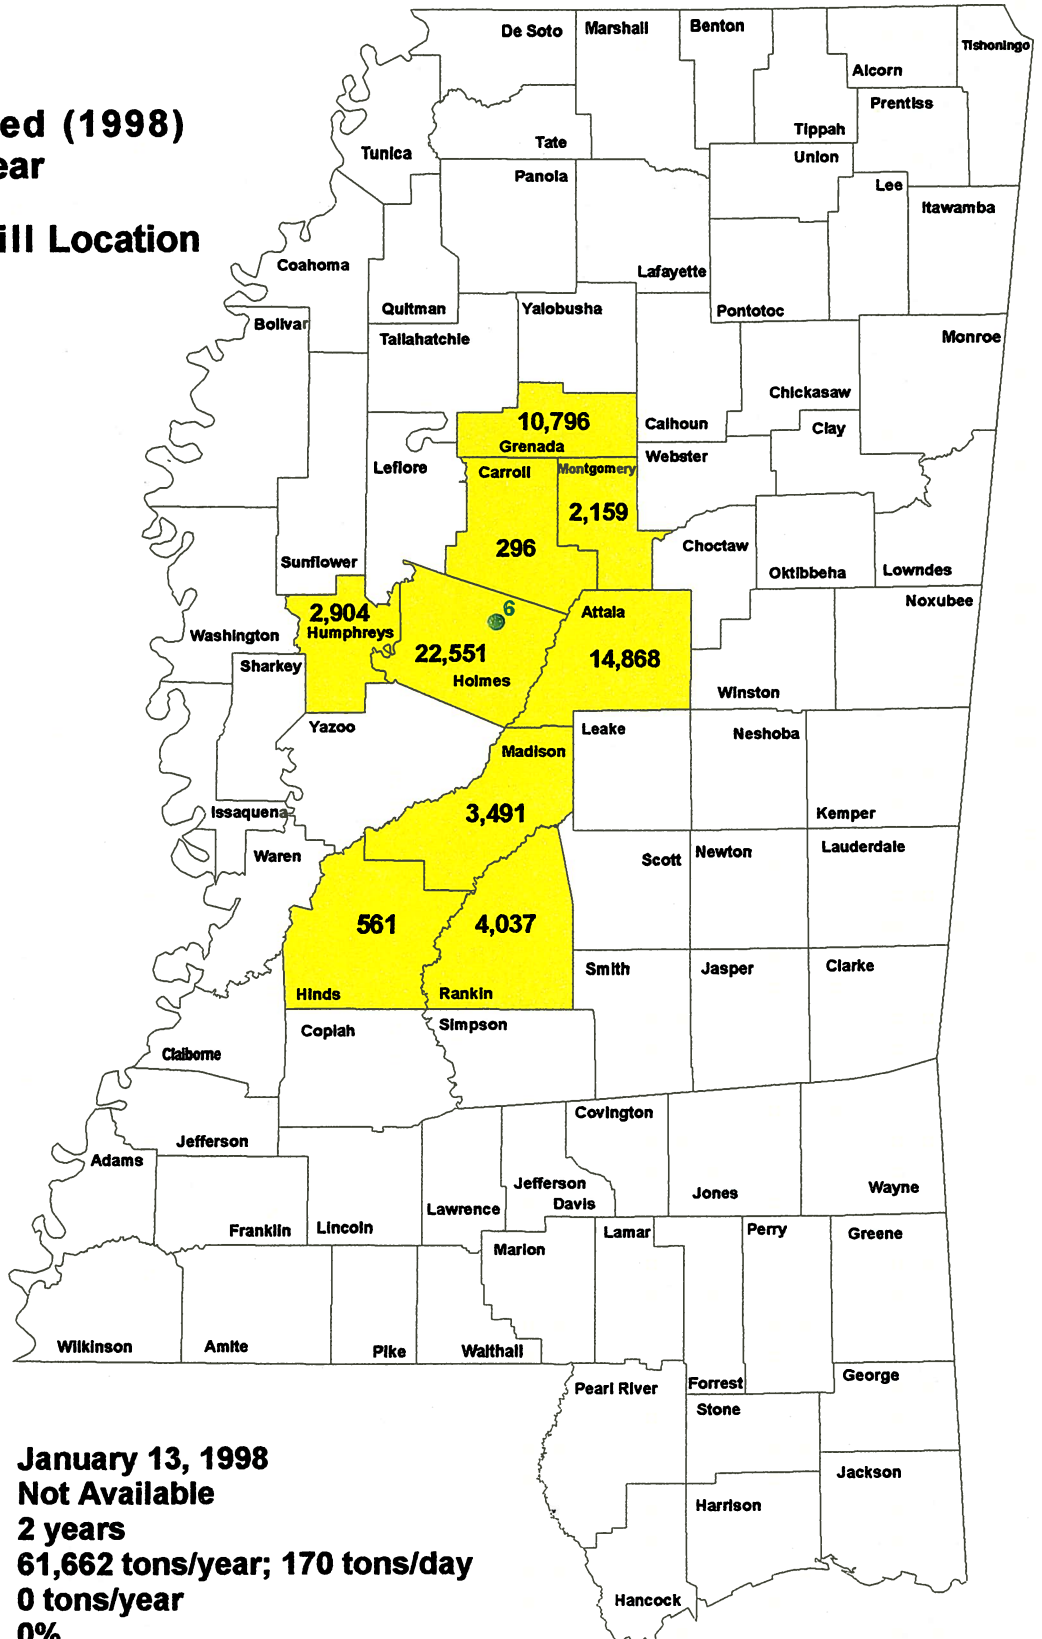 De Soto
Marshall
Benton
Tishomingo
Alcorn
Prentiss
ed (1998)
Tippah
Tate
Tunica
ear
Union
Panola
Lee
Itawamba
ill Location
Coahoma
Lafayette
Quitman
Yalobusha
Pontotoc
Bolivar
Tallahatchie
Monroe
Chickasaw
10,796
Grenada
Calhoun
Clay
Leflore
Carroll
Montgomery
Webster
2,159
296
Choctaw
Sunflower
Oktibbeha
Lowndes
Noxubee
2,904
Humphreys
6
Attala
Washington
22,551
Holmes
14,868
Sharkey
Winston
Yazoo
Leake
Neshoba
Madison
3,491
Issaquena
Kemper
Waren
Scott
Newton
Lauderdale
561
4,037
Smith
Jasper
Clarke
Hinds
Rankin
Copiah
Simpson
Claiborne
Covington
Jefferson
Adams
Jefferson
Davis
Jones
Wayne
Lawrence
Franklin
Lincoln
Marion
Lamar
Perry
Greene
Wilkinson
Amite
Pike
Walthall
Pearl River
Forrest
George
Stone
January 13, 1998
Not Available
2 years
61,662 tons/year; 170 tons/day
0 tons/year
0%
Jackson
Harrison
Hancock